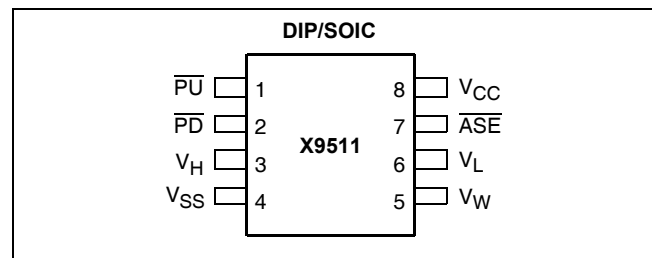 DIP/SOIC
PU 1 8 VCC
PD 2 7 ASE
X9511
VH 3 6 VL
VSS 4 5 VW